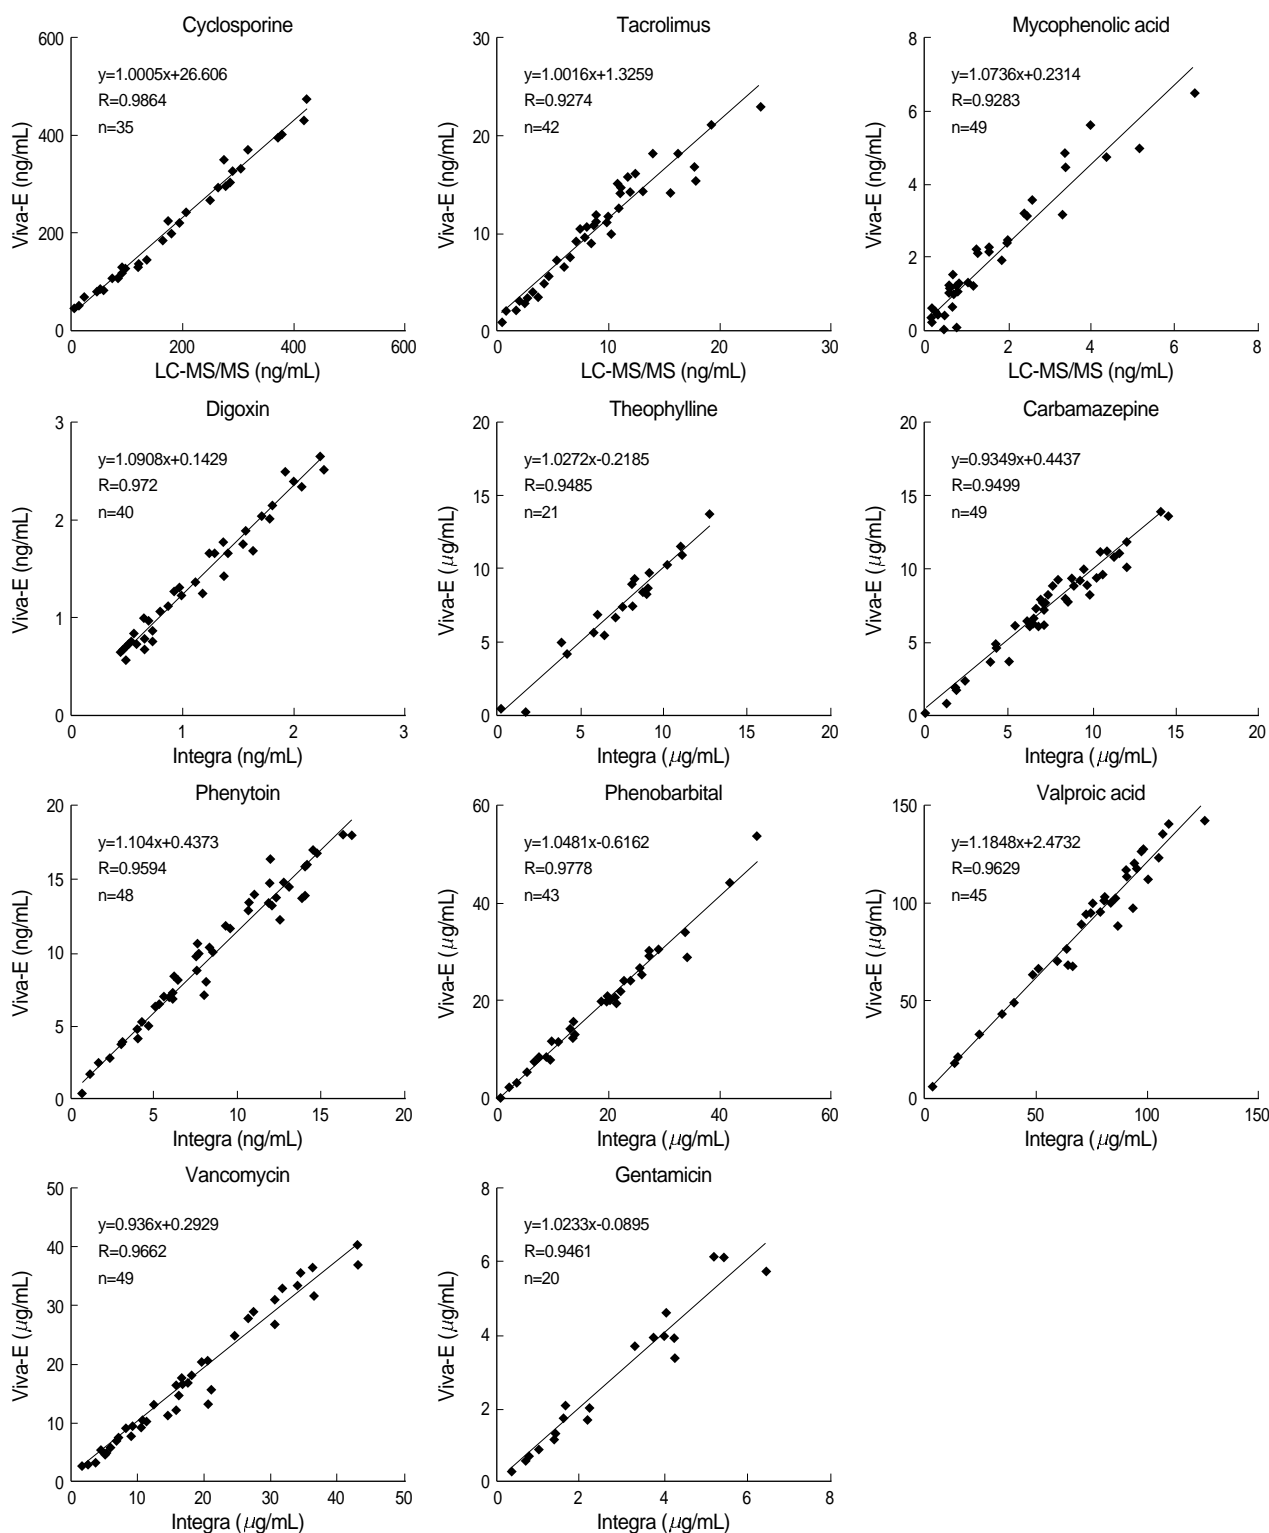 Cyclosporine
600
400
200
0
y=1.0005x+26.606
R=0.9864
n=35
Viva-E (ng/mL)
0 200 400 600
LC-MS/MS (ng/mL)
Tacrolimus
30
20
10
0
y=1.0016x+1.3259
R=0.9274
n=42
Viva-E (ng/mL)
0 10 20 30
LC-MS/MS (ng/mL)
Mycophenolic acid
8
6
4
2
0
y=1.0736x+0.2314
R=0.9283
n=49
Viva-E (ng/mL)
0 2 4 6 8
LC-MS/MS (ng/mL)
Digoxin
3
2
1
0
y=1.0908x+0.1429
R=0.972
n=40
Viva-E (ng/mL)
0 1 2 3
Integra (ng/mL)
Theophylline
20
15
10
5
0
y=1.0272x-0.2185
R=0.9485
n=21
Viva-E (μg/mL)
0 5 10 15 20
Integra (μg/mL)
Carbamazepine
20
15
10
5
0
y=0.9349x+0.4437
R=0.9499
n=49
Viva-E (μg/mL)
0 5 10 15 20
Integra (μg/mL)
Phenytoin
20
15
10
5
0
y=1.104x+0.4373
R=0.9594
n=48
Viva-E (ng/mL)
0 5 10 15 20
Integra (ng/mL)
Phenobarbital
60
40
20
0
y=1.0481x-0.6162
R=0.9778
n=43
Viva-E (μg/mL)
0 20 40 60
Integra (μg/mL)
Valproic acid
150
100
50
0
y=1.1848x+2.4732
R=0.9629
n=45
Viva-E (μg/mL)
0 50 100 150
Integra (μg/mL)
Vancomycin
50
40
30
20
10
0
y=0.936x+0.2929
R=0.9662
n=49
Viva-E (μg/mL)
0 10 20 30 40 50
Integra (μg/mL)
Gentamicin
8
6
4
2
0
y=1.0233x-0.0895
R=0.9461
n=20
Viva-E (μg/mL)
0 2 4 6 8
Integra (μg/mL)